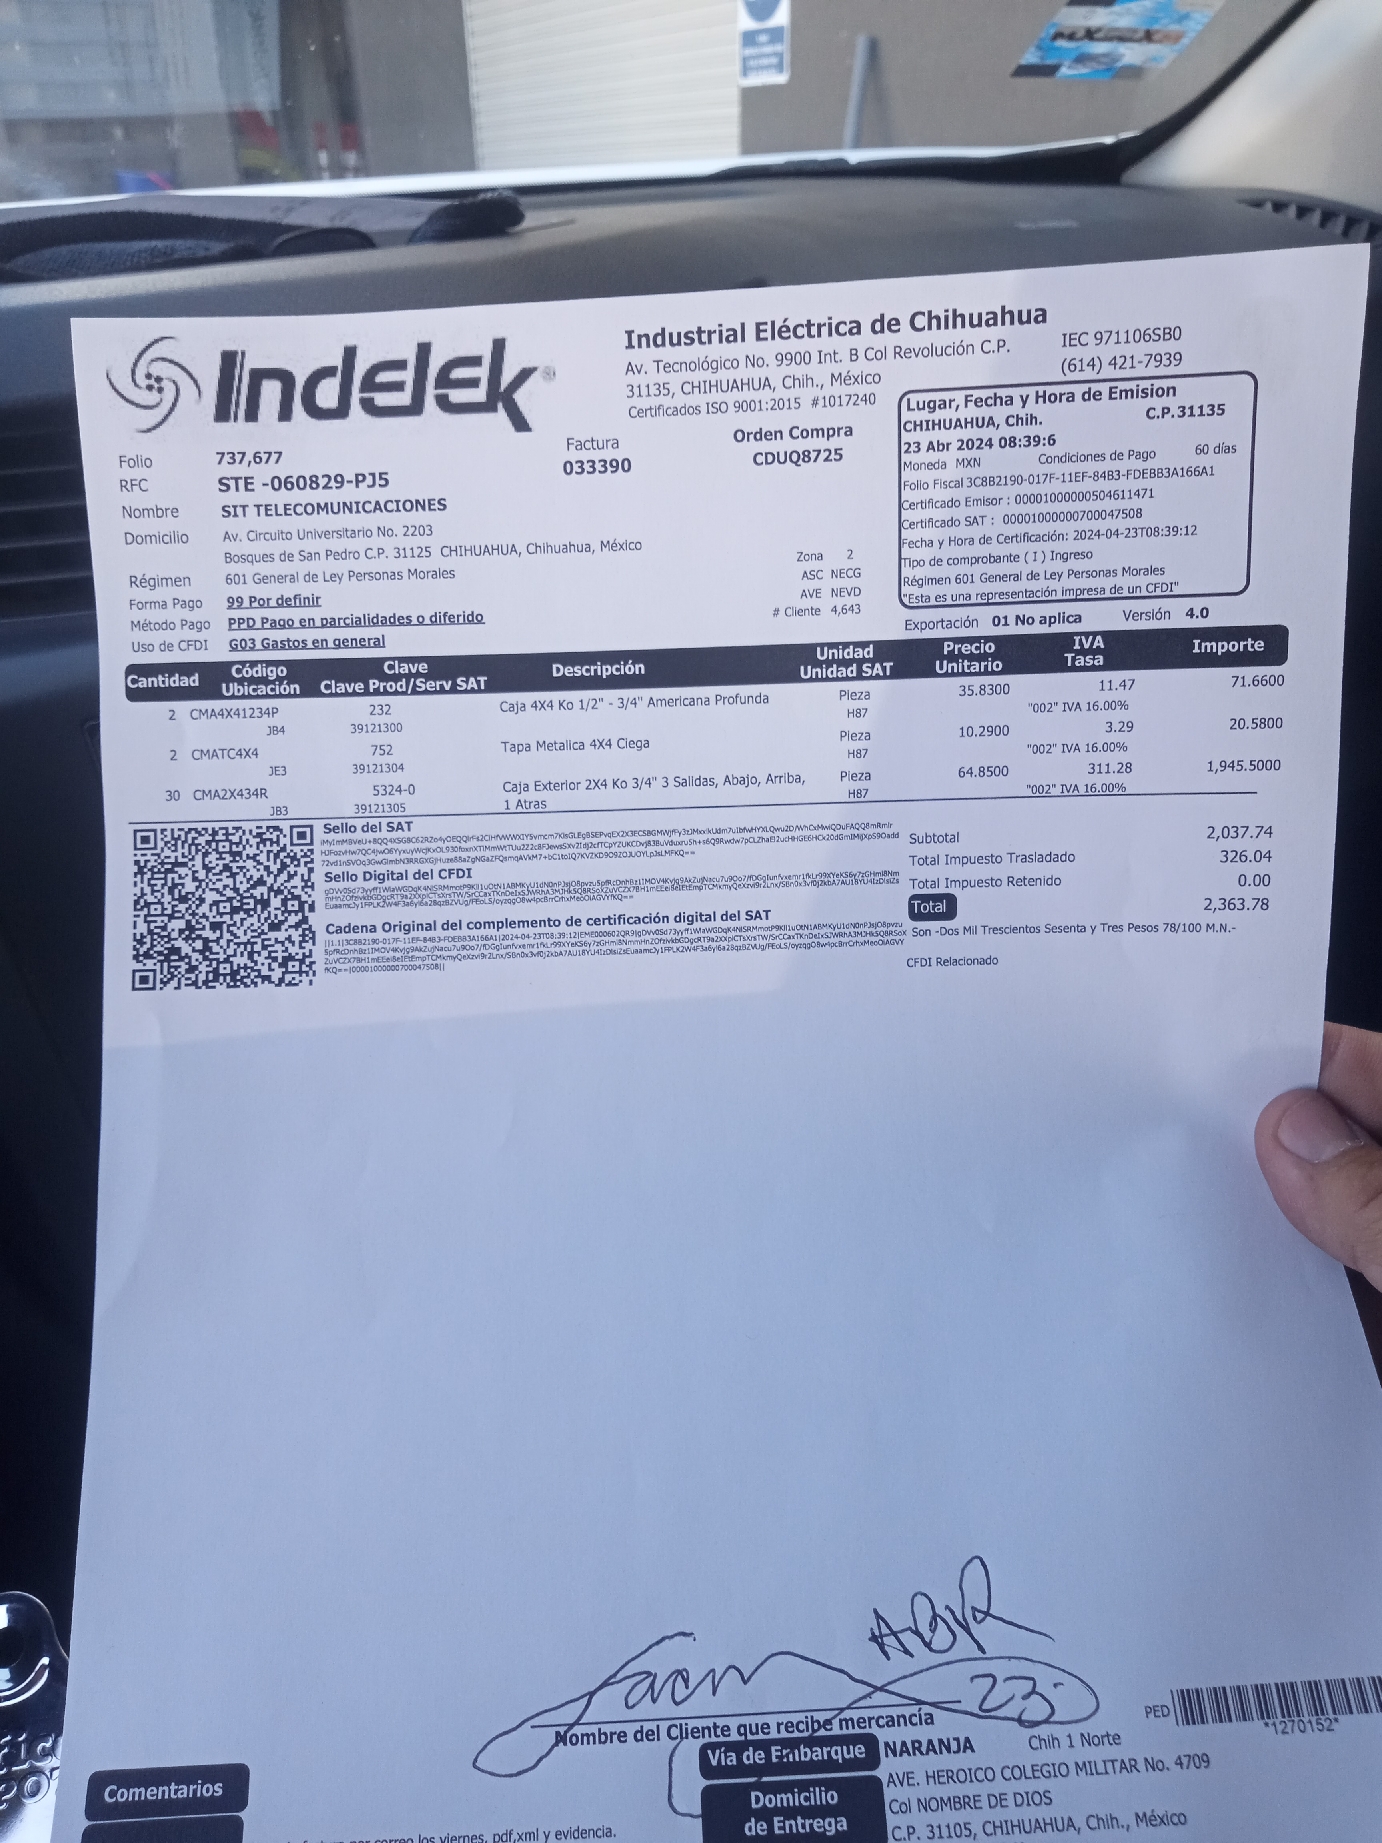 Indelek®
Industrial Eléctrica de Chihuahua
Av. Tecnológico No. 9900 Int. B Col Revolución C.P.
31135, CHIHUAHUA, Chih., México
Certificados ISO 9001:2015 #1017240
IEC 971106SB0
(614) 421-7939
Lugar, Fecha y Hora de Emision
CHIHUAHUA, Chih. C.P.31135
23 Abr 2024 08:39:6
Moneda MXN Condiciones de Pago 60 días
Folio Fiscal 3C8B2190-017F-11EF-84B3-FDEBB3A166A1
Certificado Emisor : 00001000000504611471
Certificado SAT : 00001000000700047508
Fecha y Hora de Certificación: 2024-04-23T08:39:12
Tipo de comprobante ( I ) Ingreso
Régimen 601 General de Ley Personas Morales
"Esta es una representación impresa de un CFDI"
Factura
033390
Orden Compra
CDUQ8725
Folio 737,677
RFC STE -060829-PJ5
Nombre SIT TELECOMUNICACIONES
Domicilio Av. Circuito Universitario No. 2203
Bosques de San Pedro C.P. 31125 CHIHUAHUA, Chihuahua, México
Régimen 601 General de Ley Personas Morales
Forma Pago 99 Por definir
Método Pago PPD Pago en parcialidades o diferido
Uso de CFDI G03 Gastos en general
Zona 2
ASC NECG
AVE NEVD
# Cliente 4,643
Exportación 01 No aplica Versión 4.0
Cantidad Código Ubicación Clave Clave Prod/Serv SAT Descripción Unidad Unidad SAT Precio Unitario IVA Tasa Importe
2 CMA4X41234P 232 Caja 4X4 Ko 1/2" - 3/4" Americana Profunda Pieza 35.8300 11.47 71.6600
JB4 39121300 H87 "002" IVA 16.00%
2 CMATC4X4 752 Tapa Metalica 4X4 Ciega Pieza 10.2900 3.29 20.5800
JE3 39121304 H87 "002" IVA 16.00%
30 CMA2X434R 5324-0 Caja Exterior 2X4 Ko 3/4" 3 Salidas, Abajo, Arriba, Pieza 64.8500 311.28 1,945.5000
JB3 39121305 1 Atras H87 "002" IVA 16.00%
Sello del SAT
Sello Digital del CFDI
Cadena Original del complemento de certificación digital del SAT
Subtotal 2,037.74
Total Impuesto Trasladado 326.04
Total Impuesto Retenido 0.00
Total 2,363.78
Son -Dos Mil Trescientos Sesenta y Tres Pesos 78/100 M.N.-
CFDI Relacionado
ABR
23
Nombre del Cliente que recibe mercancía
Vía de Embarque NARANJA Chih 1 Norte
PED
*1270152*
Domicilio
de Entrega
AVE. HEROICO COLEGIO MILITAR No. 4709
Col NOMBRE DE DIOS
C.P. 31105, CHIHUAHUA, Chih., México
Comentarios
los viernes, pdf,xml y evidencia.